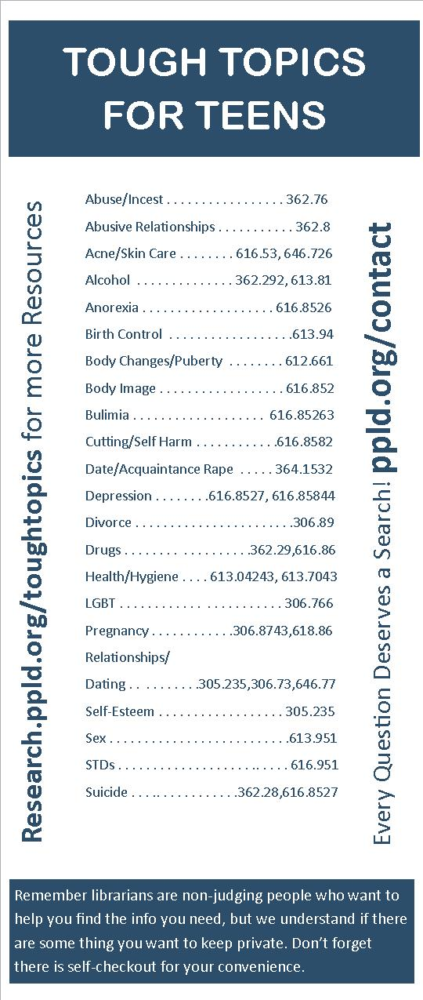 TOUGH TOPICS
FOR TEENS
Research.ppld.org/toughtopics for more Resources
Abuse/Incest . . . . . . . . . . . . . . . . . 362.76
Abusive Relationships . . . . . . . . . . . 362.8
Acne/Skin Care . . . . . . . . 616.53, 646.726
Alcohol . . . . . . . . . . . . . . 362.292, 613.81
Anorexia . . . . . . . . . . . . . . . . . . . . 616.8526
Birth Control . . . . . . . . . . . . . . . . . .613.94
Body Changes/Puberty . . . . . . . . 612.661
Body Image . . . . . . . . . . . . . . . . . . 616.852
Bulimia . . . . . . . . . . . . . . . . . . . 616.85263
Cutting/Self Harm . . . . . . . . . . . .616.8582
Date/Acquaintance Rape . . . . . 364.1532
Depression . . . . . . . .616.8527, 616.85844
Divorce . . . . . . . . . . . . . . . . . . . . . . .306.89
Drugs . . . . . . . . . . . . . . . . . .362.29,616.86
Health/Hygiene . . . . 613.04243, 613.7043
LGBT . . . . . . . . . . . . . . . . . . . . . . . . 306.766
Pregnancy . . . . . . . . . . . .306.8743,618.86
Relationships/
Dating . . . . . . . . . .305.235,306.73,646.77
Self-Esteem . . . . . . . . . . . . . . . . . . 305.235
Sex . . . . . . . . . . . . . . . . . . . . . . . . . . .613.951
STDs . . . . . . . . . . . . . . . . . . . . .. . . . . 616.951
Suicide . . . .. . . . . . . . . . . .362.28,616.8527
Every Question Deserves a Search! ppld.org/contact
Remember librarians are non-judging people who want to
help you find the info you need, but we understand if there
are some thing you want to keep private. Don’t forget
there is self-checkout for your convenience.